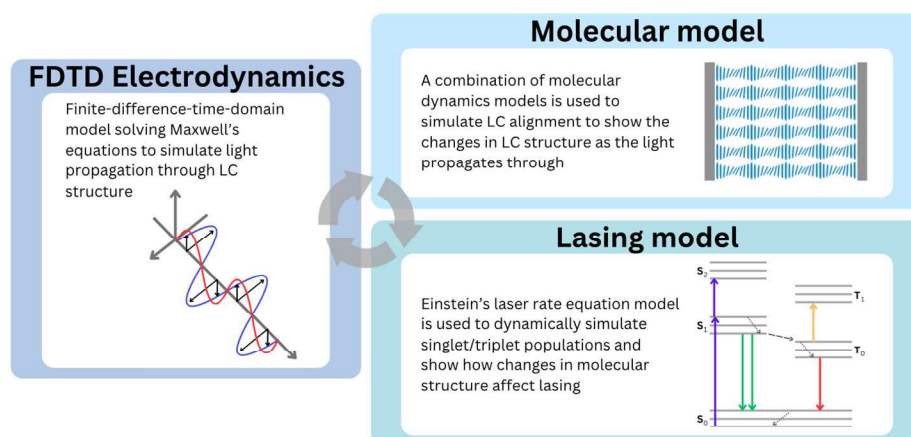 FDTD Electrodynamics
Finite-difference-time-domain
model solving Maxwell's
equations to simulate light
propagation through LC
structure
Molecular model
A combination of molecular
dynamics models is used to
simulate LC alignment to show the
changes in LC structure as the light
propagates through
Lasing model
Einstein's laser rate equation model
is used to dynamically simulate
singlet/triplet populations and
show how changes in molecular
structure affect lasing
S2
T1
S1
T0
S0